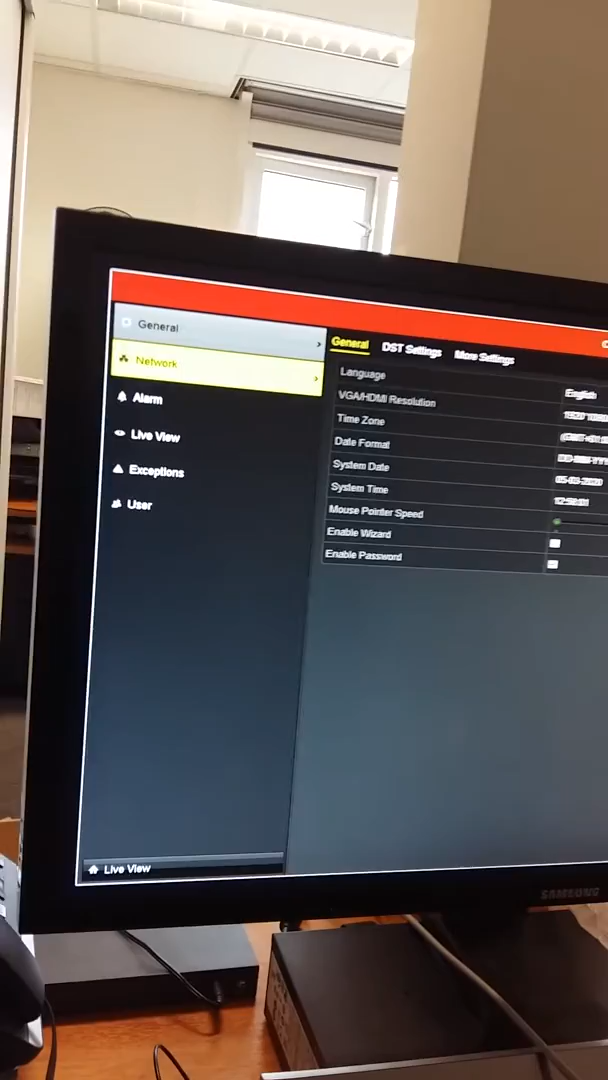 General
Network
Alarm
Live View
Exceptions
User
General DST Settings More Settings
Language English
VGA/HDMI Resolution
Time Zone
Date Format
System Date
System Time
Mouse Pointer Speed
Enable Wizard
Enable Password
Live View
SAMSUNG